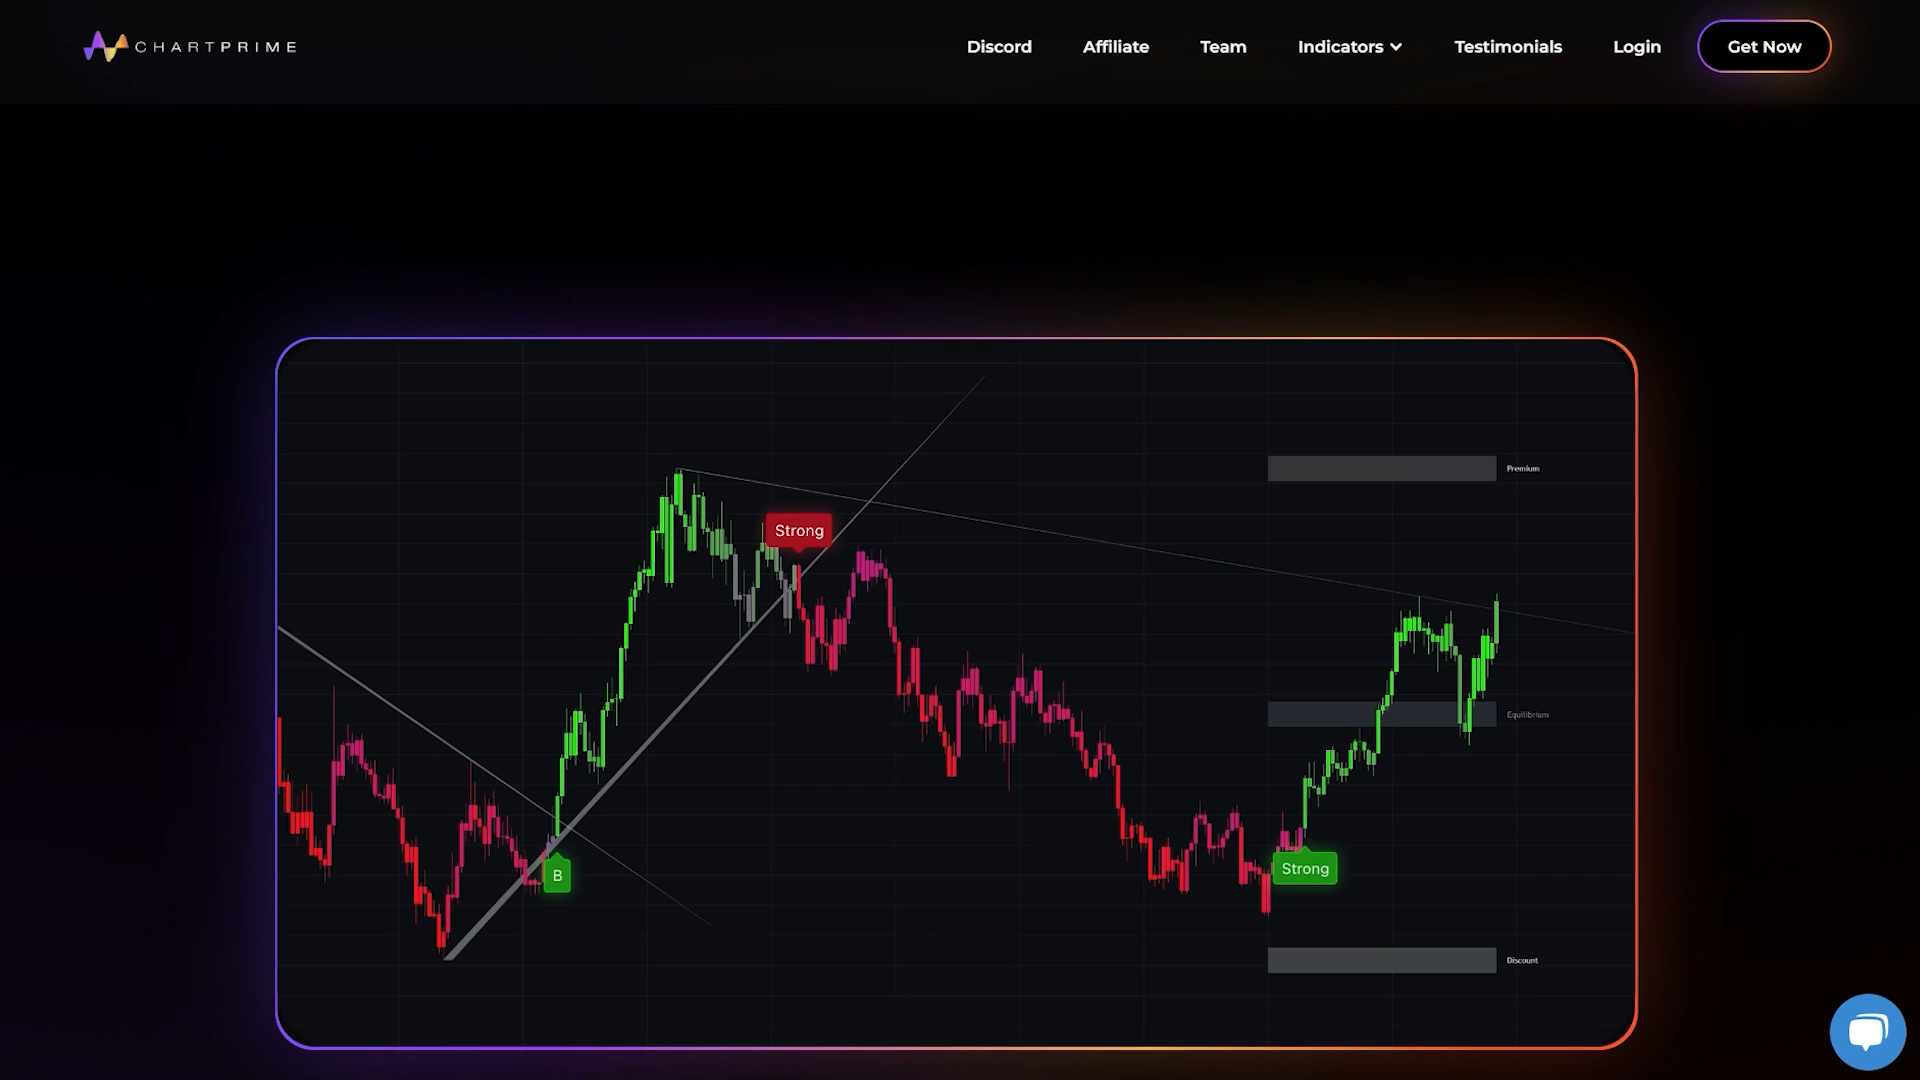 CHARTPRIME
Discord
Affiliate
Team
Indicators
Testimonials
Login
Get Now
Premium
Strong
Equilibrium
B
Strong
Discount